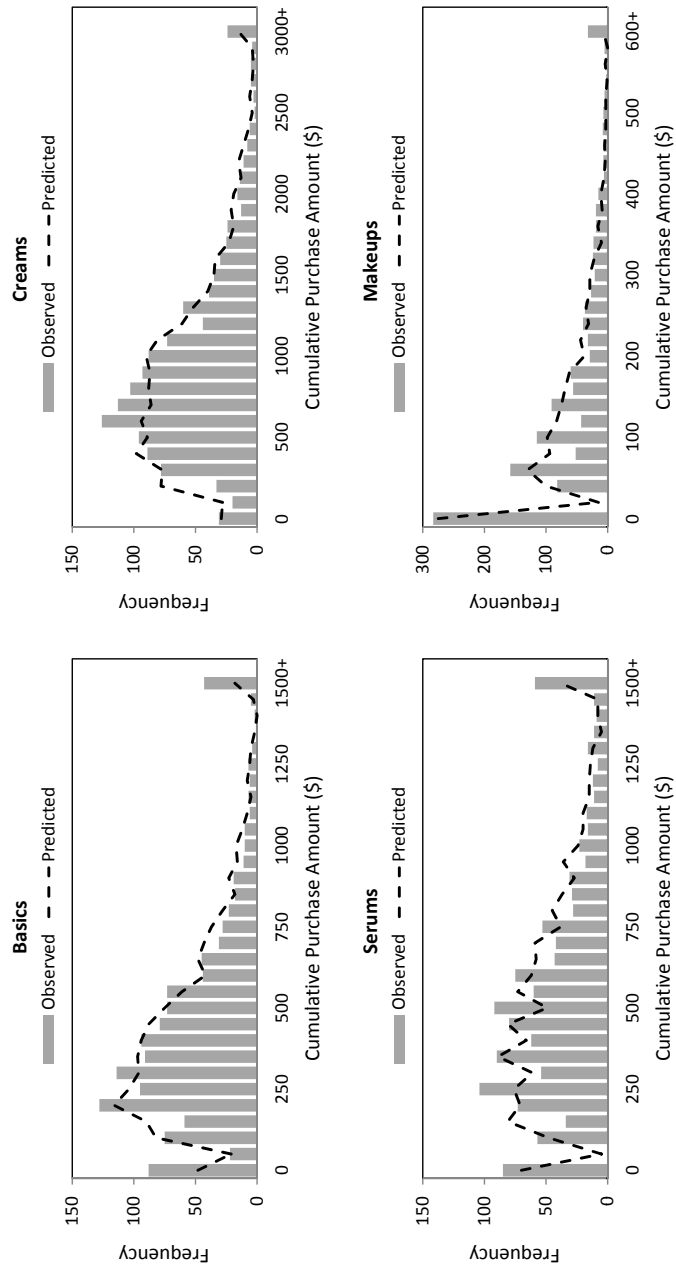 Basics
Observed Predicted
150
100
50
0
Frequency
0 250 500 750 1000 1250 1500+
Cumulative Purchase Amount ($)
Creams
Observed Predicted
150
100
50
0
Frequency
0 500 1000 1500 2000 2500 3000+
Cumulative Purchase Amount ($)
Serums
Observed Predicted
150
100
50
0
Frequency
0 250 500 750 1000 1250 1500+
Cumulative Purchase Amount ($)
Makeups
Observed Predicted
300
200
100
0
Frequency
0 100 200 300 400 500 600+
Cumulative Purchase Amount ($)